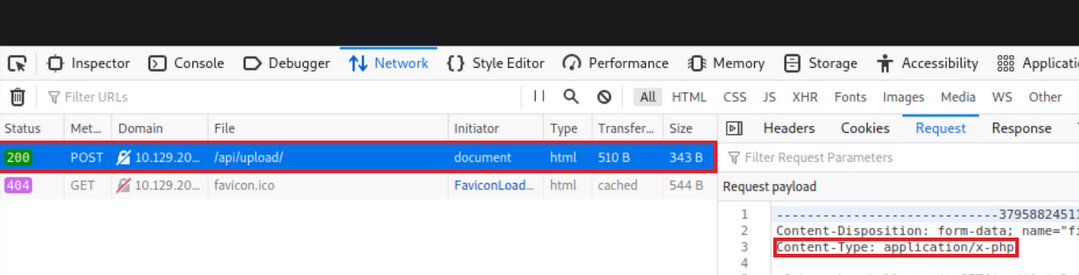 Inspector Console Debugger Network Style Editor Performance Memory Storage Accessibility Applicati
Filter URLs All HTML CSS JS XHR Fonts Images Media WS Other
Status Met... Domain File Initiator Type Transfer... Size
200 POST 10.129.20... /api/upload/ document html 510 B 343 B
404 GET 10.129.20... favicon.ico FaviconLoad... html cached 544 B
Headers Cookies Request Response
Filter Request Parameters
Request payload
1 -----------------------------37958824511
2 Content-Disposition: form-data; name="fi
3 Content-Type: application/x-php
4